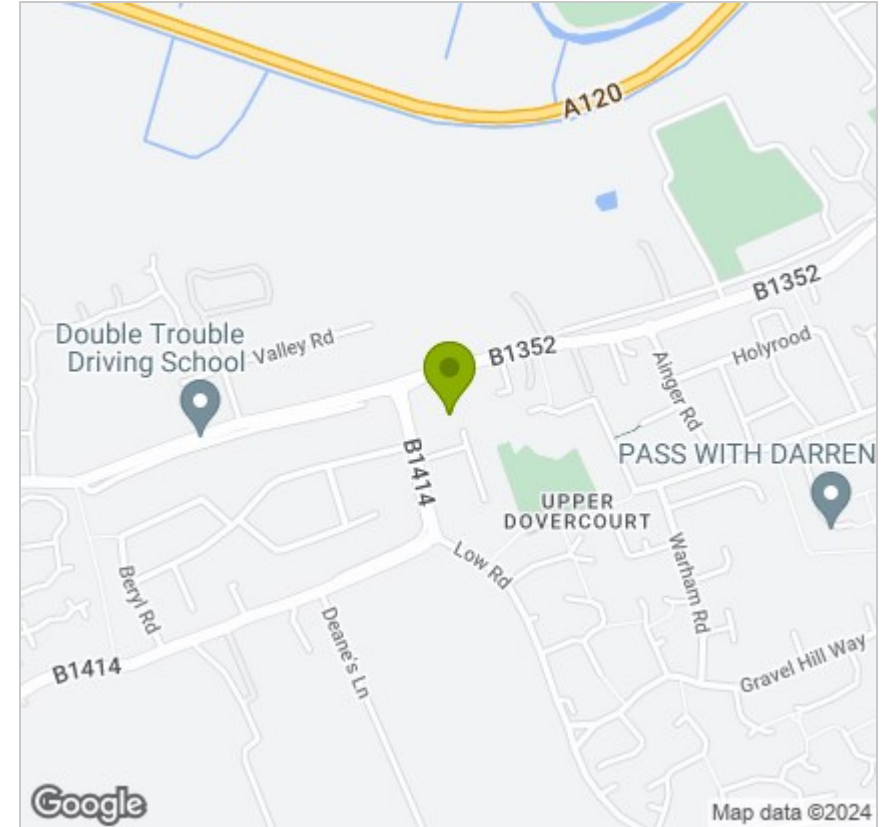 A120
B1352
Double Trouble
Driving School
Valley Rd
B1352
Ainger Rd
Holyrood
PASS WITH DARREN
B1414
UPPER
DOVERCOURT
Low Rd
Warham Rd
Beryl Rd
Deane's Ln
Gravel Hill Way
B1414
Google
Map data ©2024